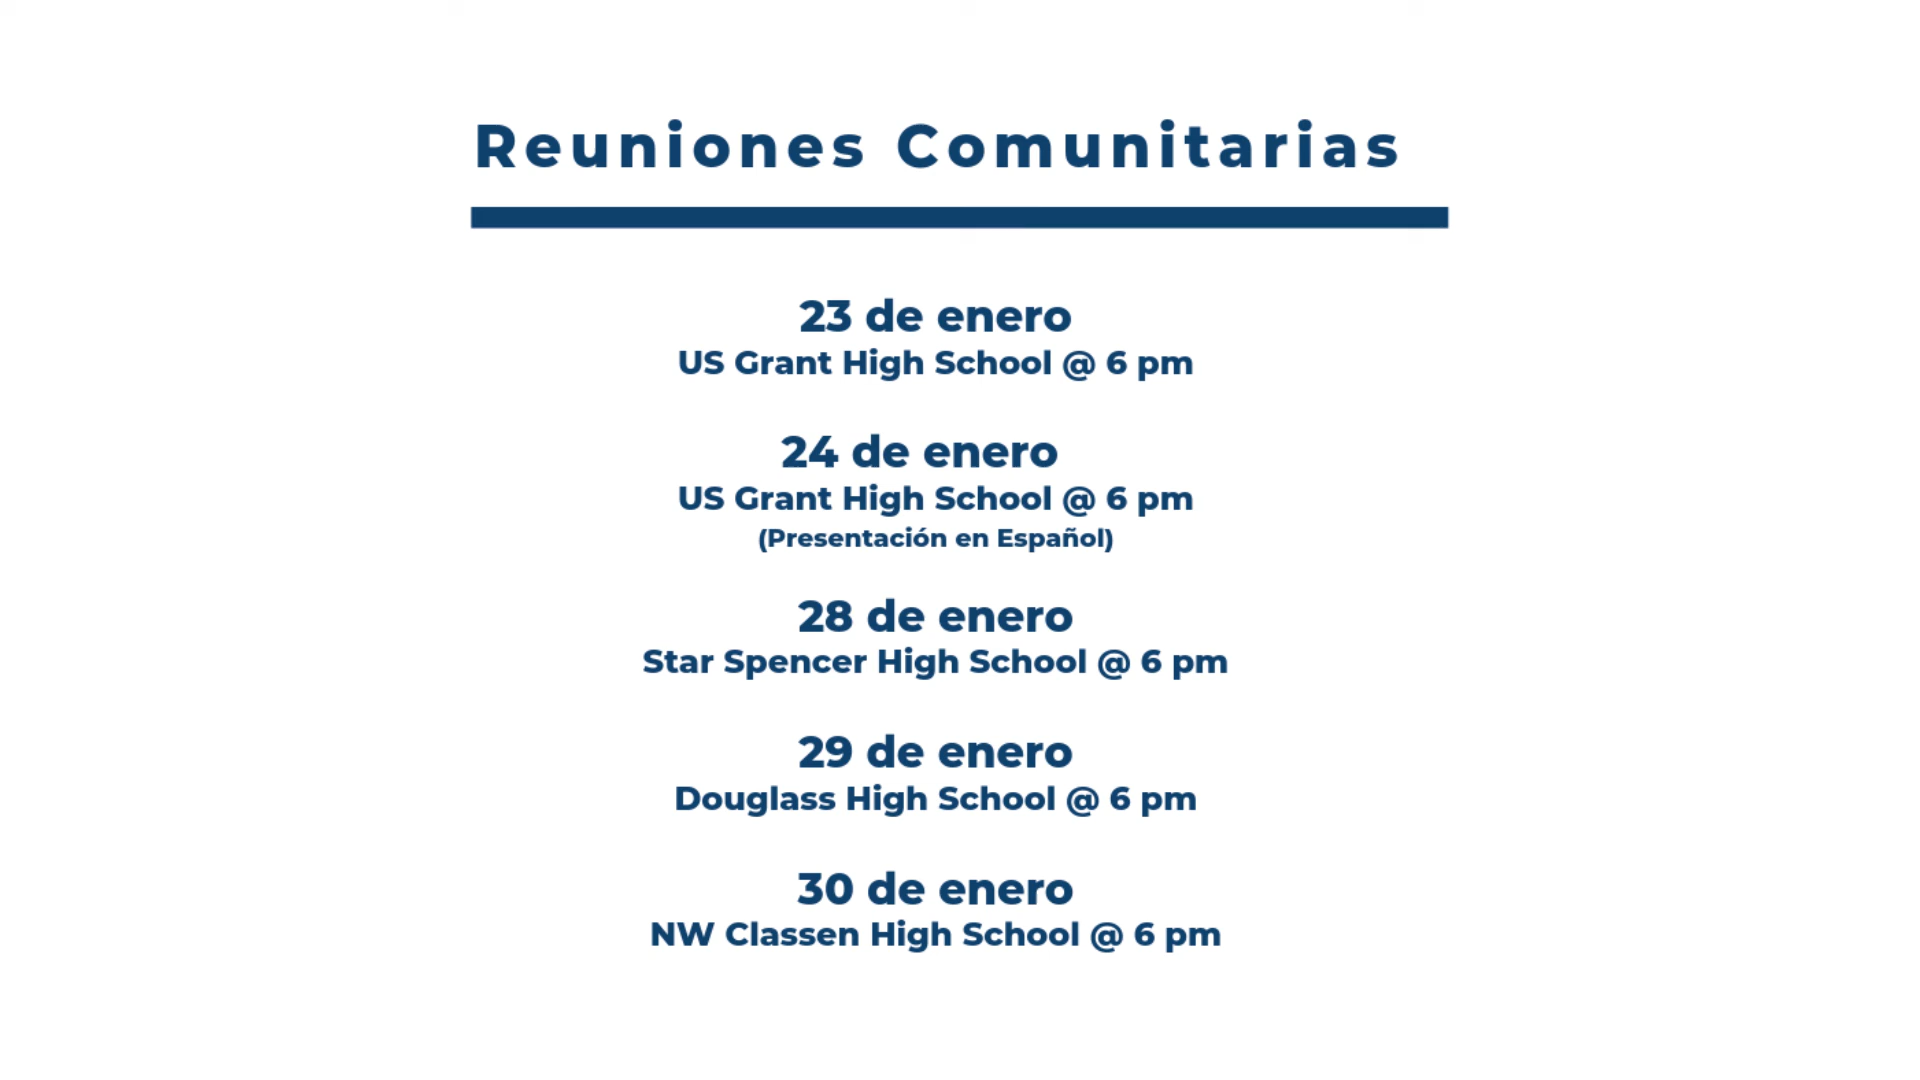 Reuniones Comunitarias
23 de enero
US Grant High School @ 6 pm
24 de enero
US Grant High School @ 6 pm
(Presentación en Español)
28 de enero
Star Spencer High School @ 6 pm
29 de enero
Douglass High School @ 6 pm
30 de enero
NW Classen High School @ 6 pm